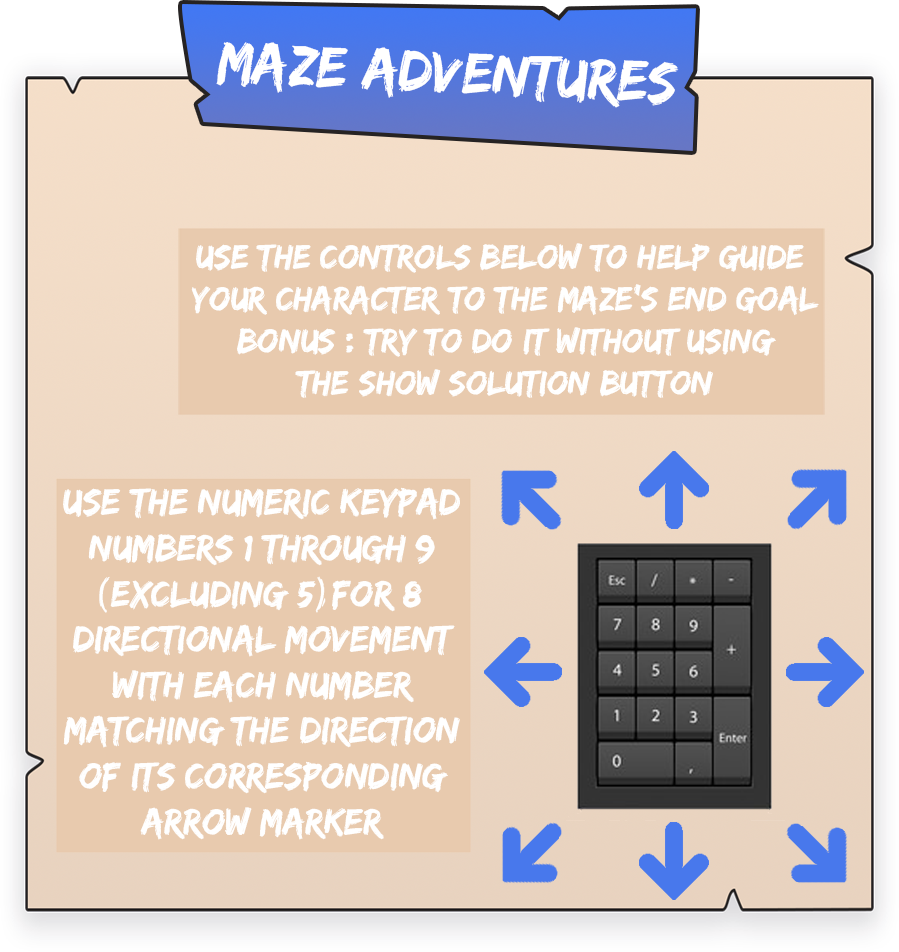 MAZE ADVENTURES
USE THE CONTROLS BELOW TO HELP GUIDE
YOUR CHARACTER TO THE MAZE'S END GOAL
BONUS : TRY TO DO IT WITHOUT USING
THE SHOW SOLUTION BUTTON
USE THE NUMERIC KEYPAD
NUMBERS 1 THROUGH 9
(EXCLUDING 5) FOR 8
DIRECTIONAL MOVEMENT
WITH EACH NUMBER
MATCHING THE DIRECTION
OF ITS CORRESPONDING
ARROW MARKER
Esc / * -
7 8 9
+
4 5 6
1 2 3
Enter
0 ,